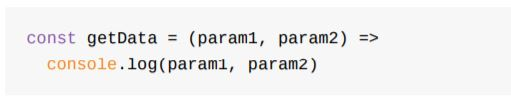 const getData = (param1, param2) =>
console.log(param1, param2)